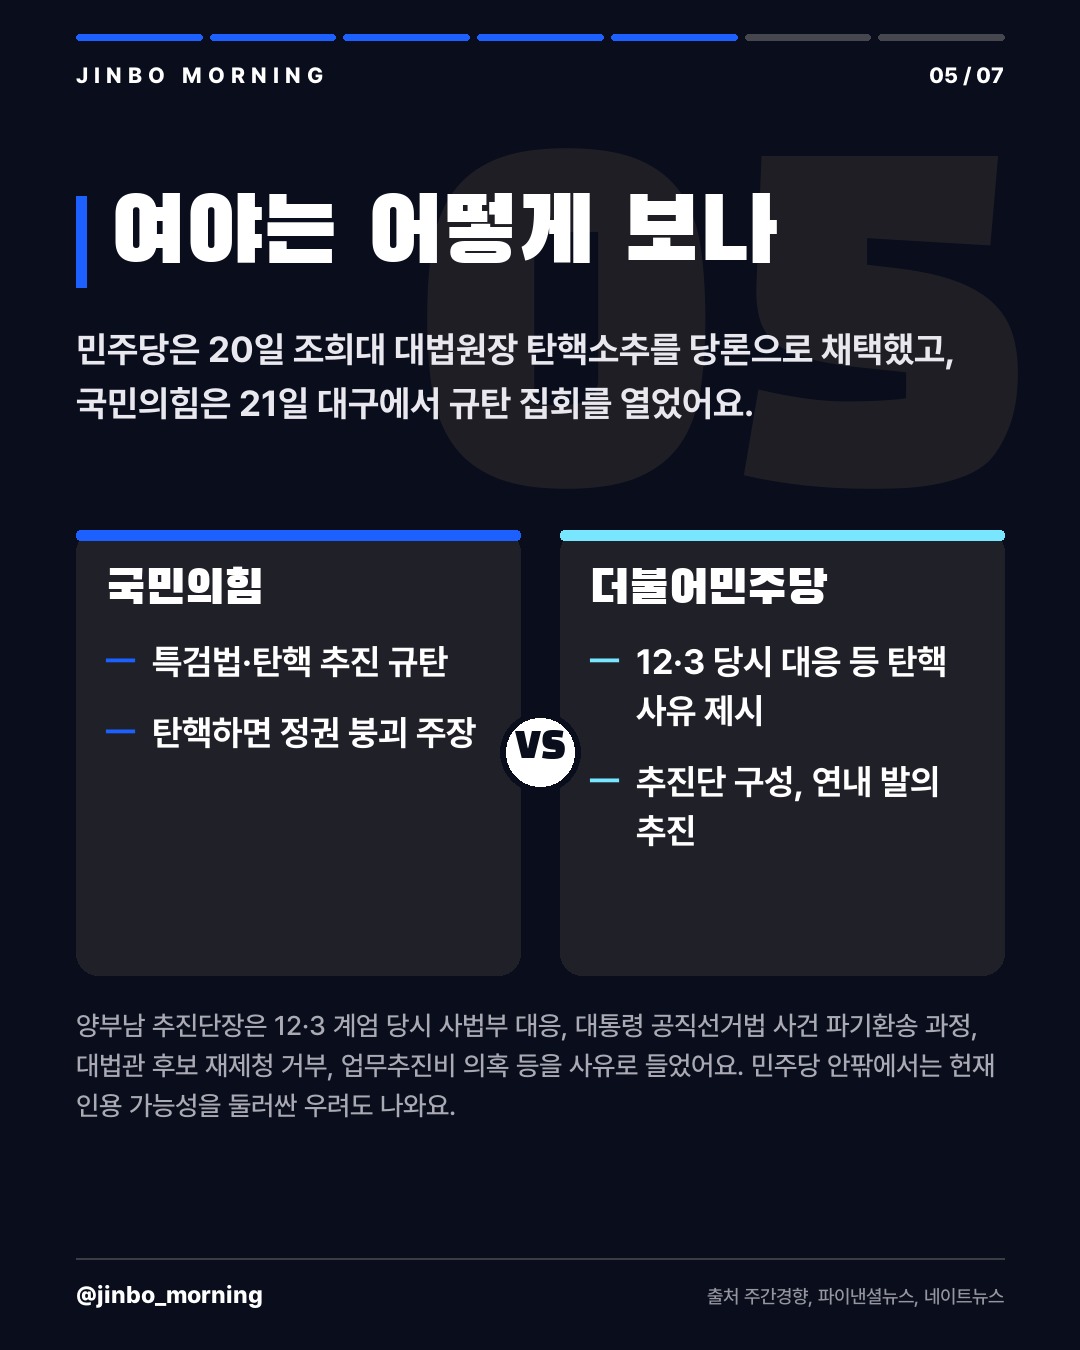 JINBO MORNING
05 / 07
05
여야는 어떻게 보나
민주당은 20일 조희대 대법원장 탄핵소추를 당론으로 채택했고,
국민의힘은 21일 대구에서 규탄 집회를 열었어요.
국민의힘
특검법·탄핵 추진 규탄
탄핵하면 정권 붕괴 주장
VS
더불어민주당
12·3 당시 대응 등 탄핵
사유 제시
추진단 구성, 연내 발의
추진
양부남 추진단장은 12·3 계엄 당시 사법부 대응, 대통령 공직선거법 사건 파기환송 과정,
대법관 후보 재제청 거부, 업무추진비 의혹 등을 사유로 들었어요. 민주당 안팎에서는 헌재
인용 가능성을 둘러싼 우려도 나와요.
@jinbo_morning
출처 주간경향, 파이낸셜뉴스, 네이트뉴스